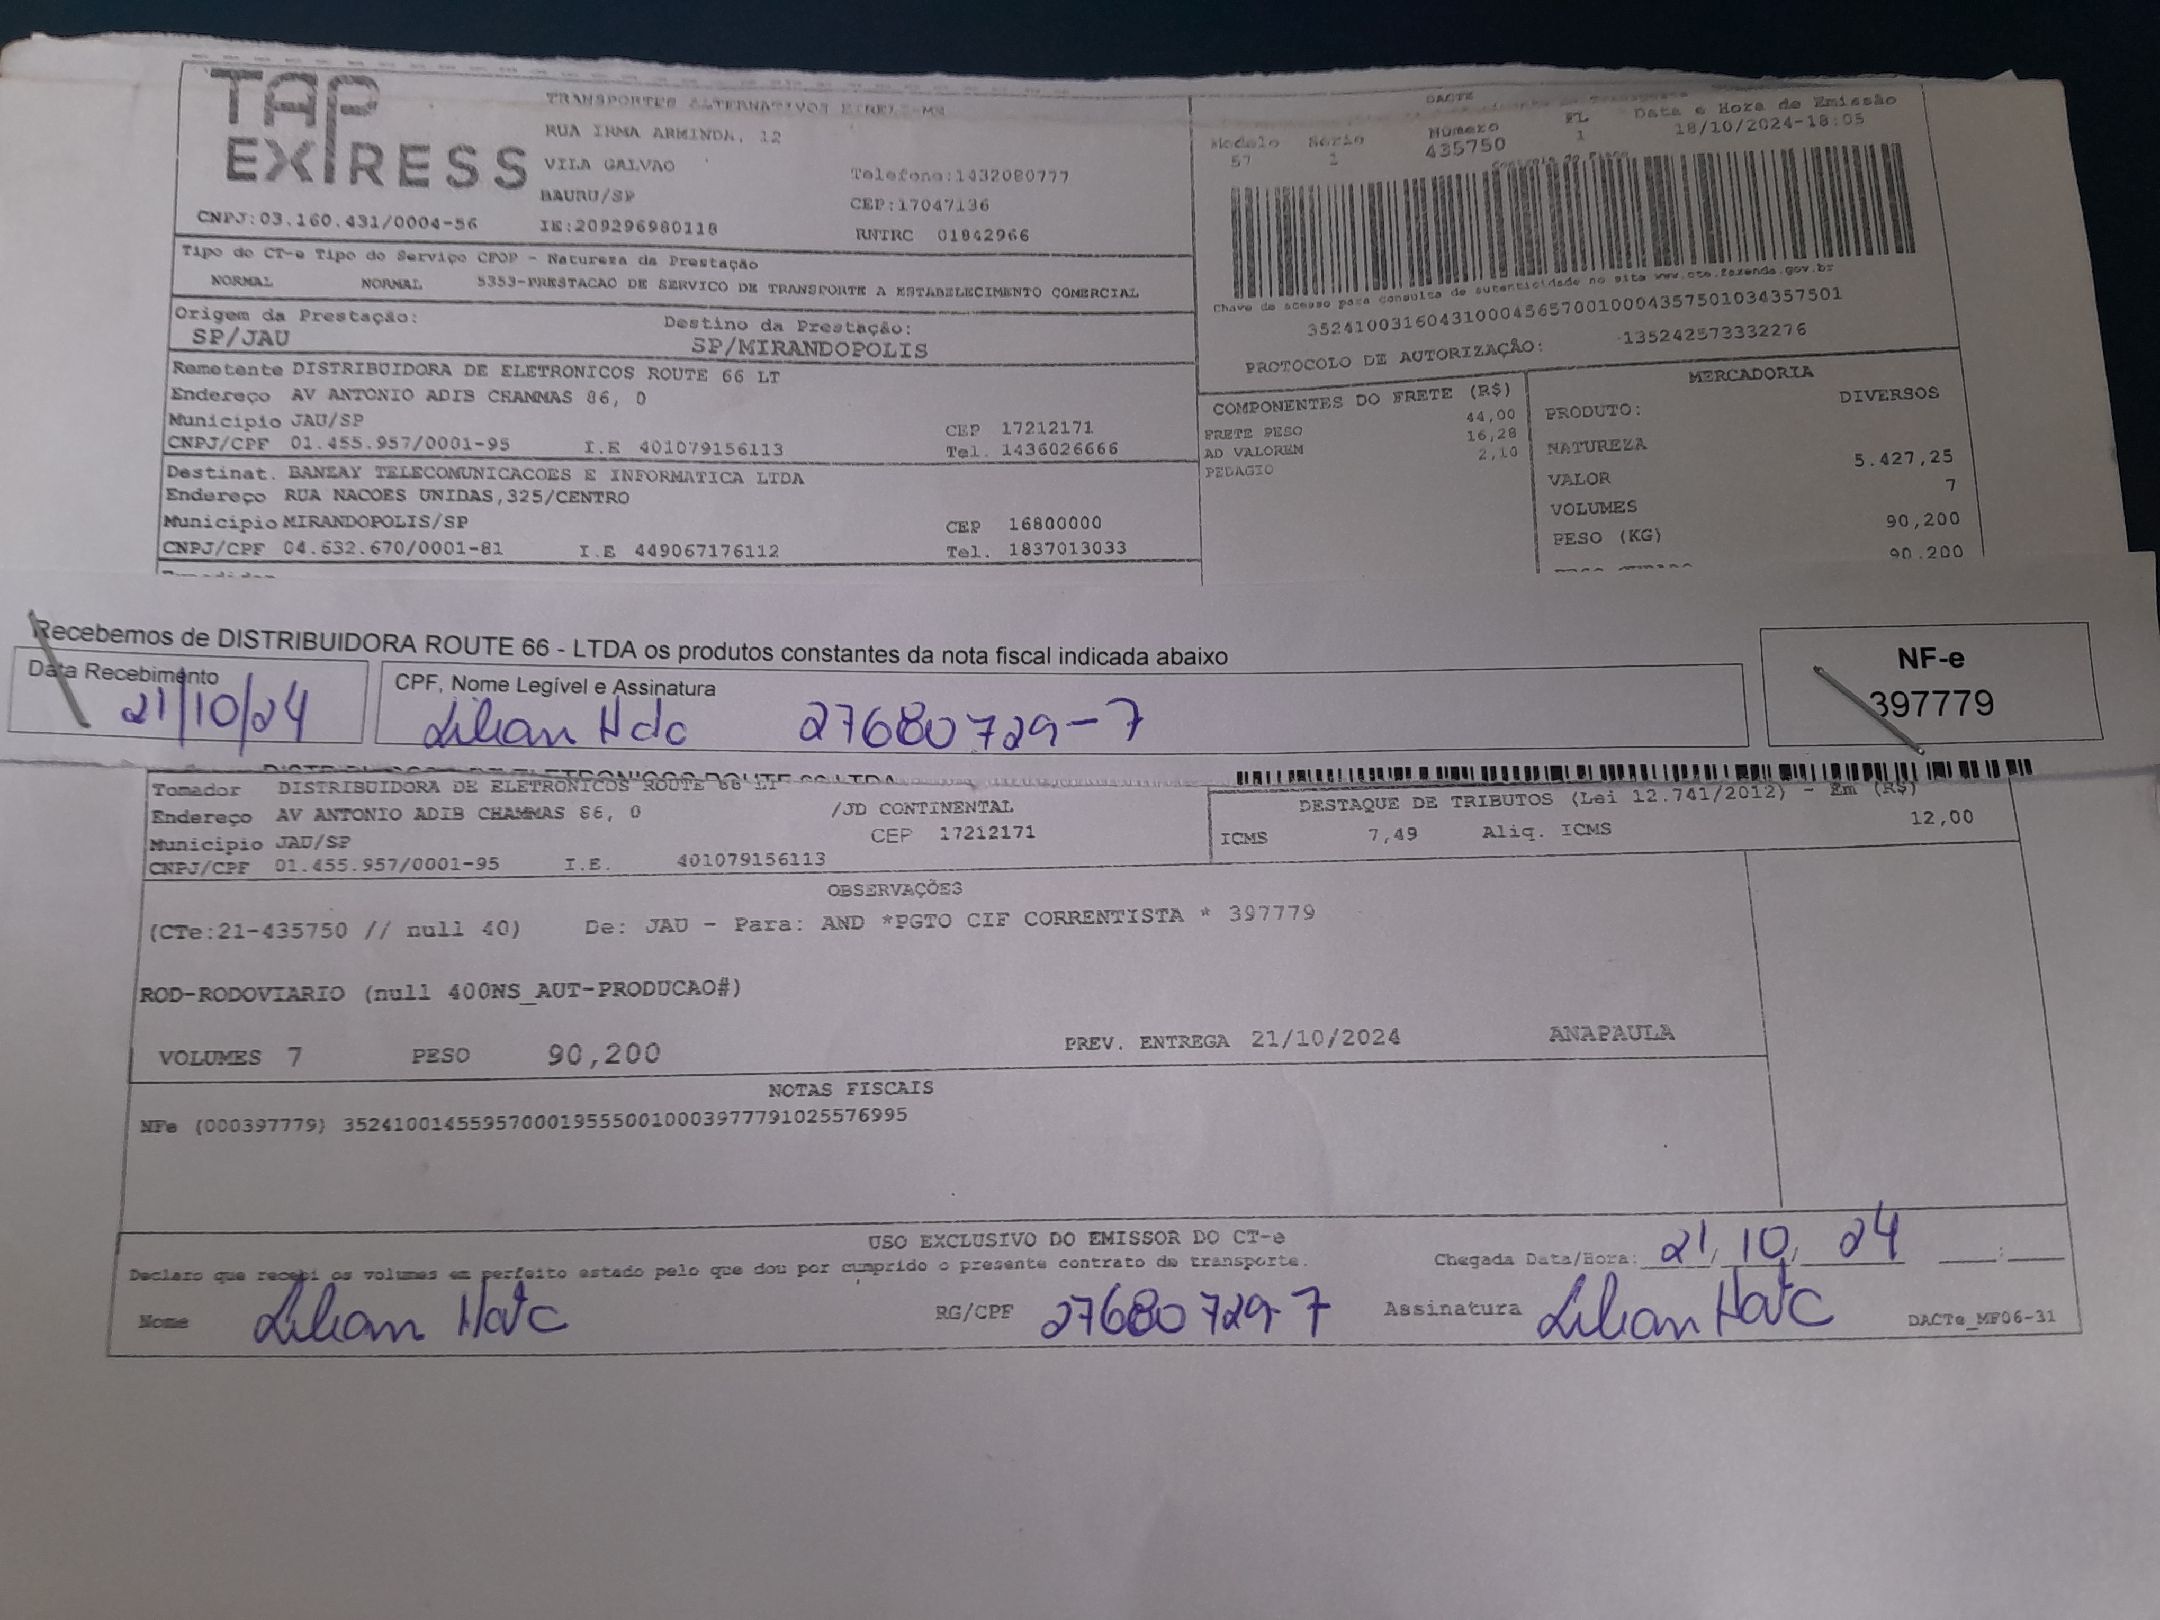 TAP
EXPRESS
TRANSPORTES ALTERNATIVOS EIRELI-ME
RUA IRMA ARMINDA, 12
VILA GALVAO Telefone:1432080777
BAURU/SP CEP:17047136
CNPJ:03.160.431/0004-56 IE:209296980118 RNTRC 01842966
DACTE
Modelo Serie Número FL Data e Hora de Emissão
57 1 435750 1 18/10/2024-18:05
Controle do Fisco
Chave de acesso para consulta de autenticidade no site www.cte.fazenda.gov.br
35241003160431000456570010004357501034357501
PROTOCOLO DE AUTORIZAÇÃO: 135242573332276
Tipo do CT-e Tipo do Serviço CFOP - Natureza da Prestação
NORMAL NORMAL 5353-PRESTACAO DE SERVICO DE TRANSPORTE A ESTABELECIMENTO COMERCIAL
Origem da Prestação: Destino da Prestação:
SP/JAU SP/MIRANDOPOLIS
Remetente DISTRIBUIDORA DE ELETRONICOS ROUTE 66 LT
Endereço AV ANTONIO ADIB CHAMMAS 86, 0
Municipio JAU/SP CEP 17212171
CNPJ/CPF 01.455.957/0001-95 I.E 401079156113 Tel. 1436026666
Destinat. BANZAY TELECOMUNICACOES E INFORMATICA LTDA
Endereço RUA NACOES UNIDAS,325/CENTRO
Municipio MIRANDOPOLIS/SP CEP 16800000
CNPJ/CPF 04.632.670/0001-81 I.E 449067176112 Tel. 1837013033
COMPONENTES DO FRETE (R$)
FRETE PESO 44,00
AD VALOREM 16,28
PEDAGIO 2,10
MERCADORIA
PRODUTO: DIVERSOS
NATUREZA
VALOR 5.427,25
VOLUMES 7
PESO (KG) 90,200
90.200
Recebemos de DISTRIBUIDORA ROUTE 66 - LTDA os produtos constantes da nota fiscal indicada abaixo
Data Recebimento
21/10/24
CPF, Nome Legível e Assinatura
Lilian 27680729-7
NF-e
397779
DISTRIBUIDORA DE ELETRONICOS ROUTE 66 LTDA
Tomador DISTRIBUIDORA DE ELETRONICOS ROUTE 66 LT
Endereço AV ANTONIO ADIB CHAMMAS 86, 0 /JD CONTINENTAL
Municipio JAU/SP CEP 17212171
CNPJ/CPF 01.455.957/0001-95 I.E. 401079156113
DESTAQUE DE TRIBUTOS (Lei 12.741/2012) - Em (R$)
ICMS 7,49 Aliq. ICMS 12,00
OBSERVAÇÕES
(CTe:21-435750 // null 40) De: JAU - Para: AND *PGTO CIF CORRENTISTA * 397779
ROD-RODOVIARIO (null 400NS_AUT-PRODUCAO#)
VOLUMES 7 PESO 90,200 PREV. ENTREGA 21/10/2024 ANAPAULA
NOTAS FISCAIS
NFe (000397779) 35241001455957000195550010003977791025576995
USO EXCLUSIVO DO EMISSOR DO CT-e
Declaro que recebi os volumes em perfeito estado pelo que dou por cumprido o presente contrato de transporte. Chegada Data/Hora: 21/10/24 :
Nome Lilian RG/CPF 27680729-7 Assinatura Lilian DACTe_MF06-31